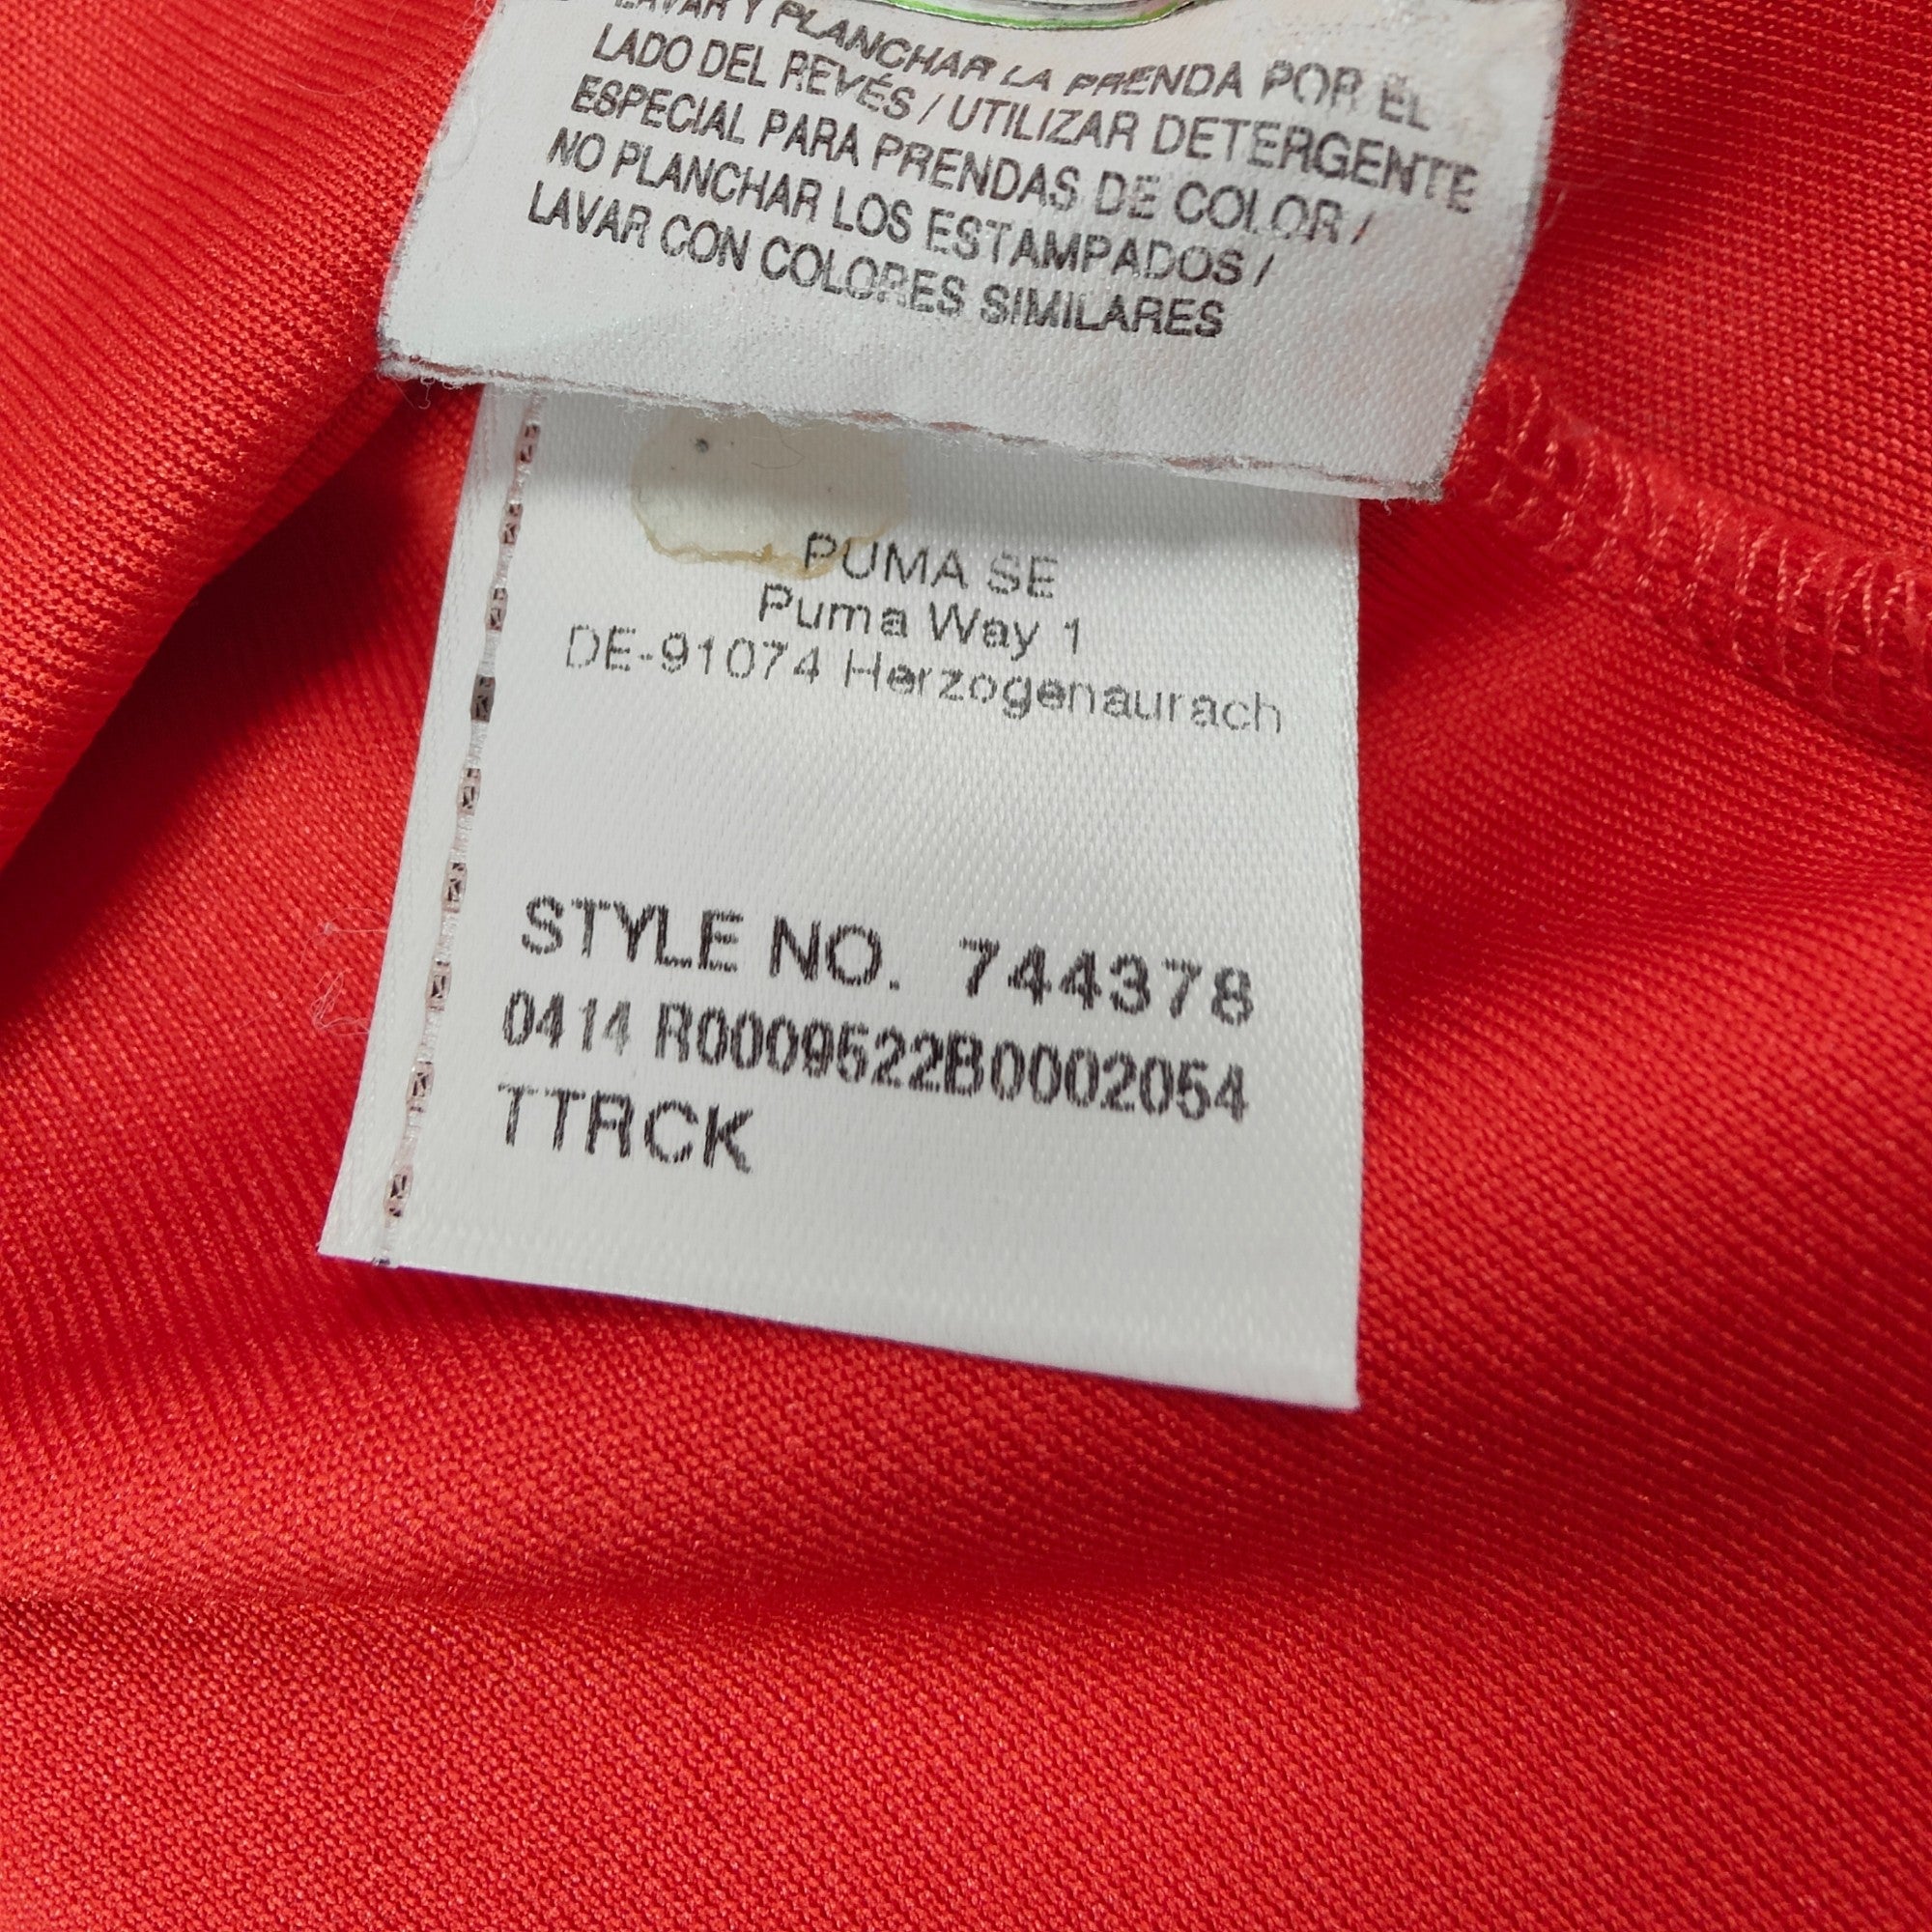 LAVAR Y PLANCHAR LA PRENDA POR EL
LADO DEL REVÉS / UTILIZAR DETERGENTE
ESPECIAL PARA PRENDAS DE COLOR /
NO PLANCHAR LOS ESTAMPADOS /
LAVAR CON COLORES SIMILARES
PUMA SE
Puma Way 1
DE-91074 Herzogenaurach
STYLE NO. 744378
0414 R0009522B0002054
TTRCK